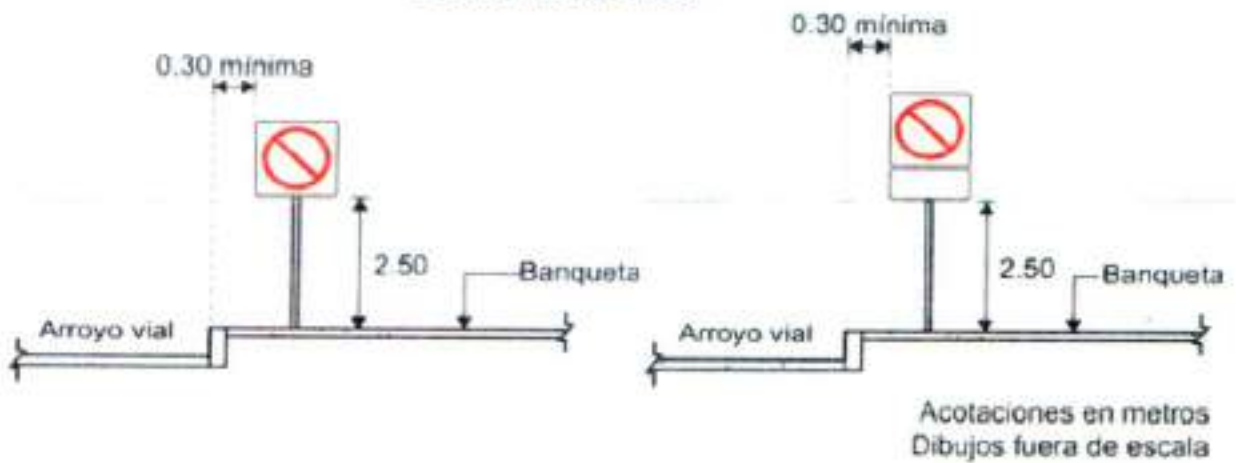 0.30 mínima
2.50
Banqueta
Arroyo vial
0.30 mínima
2.50
Banqueta
Arroyo vial
Acotaciones en metros
Dibujos fuera de escala